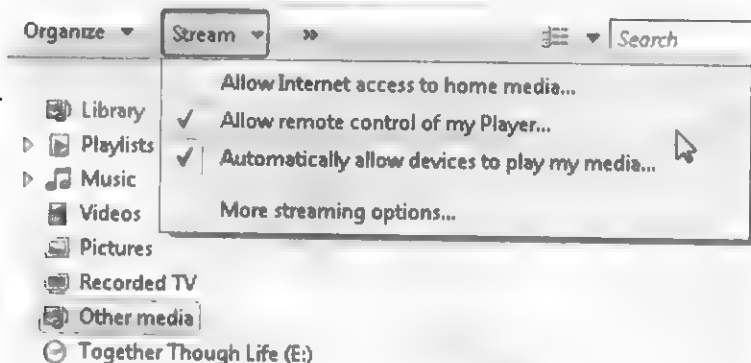 Organize Stream » Search
Allow Internet access to home media...
Allow remote control of my Player...
Automatically allow devices to play my media...
More streaming options...
Library
Playlists
Music
Videos
Pictures
Recorded TV
Other media
Together Though Life (E:)